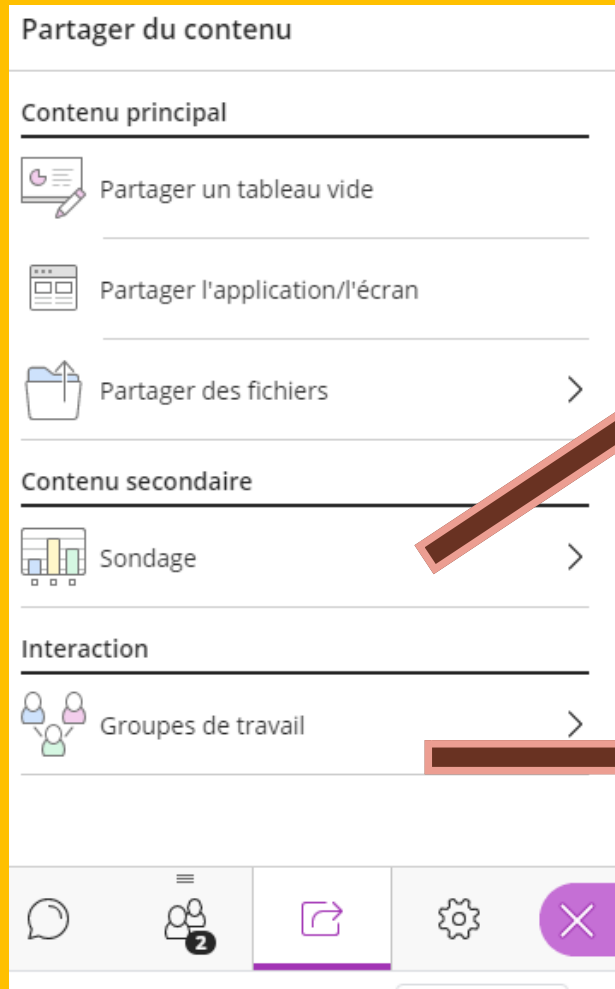 Partager du contenu
Contenu principal
Partager un tableau vide
Partager l'application/l'écran
Partager des fichiers
Contenu secondaire
Sondage
Interaction
Groupes de travail
2